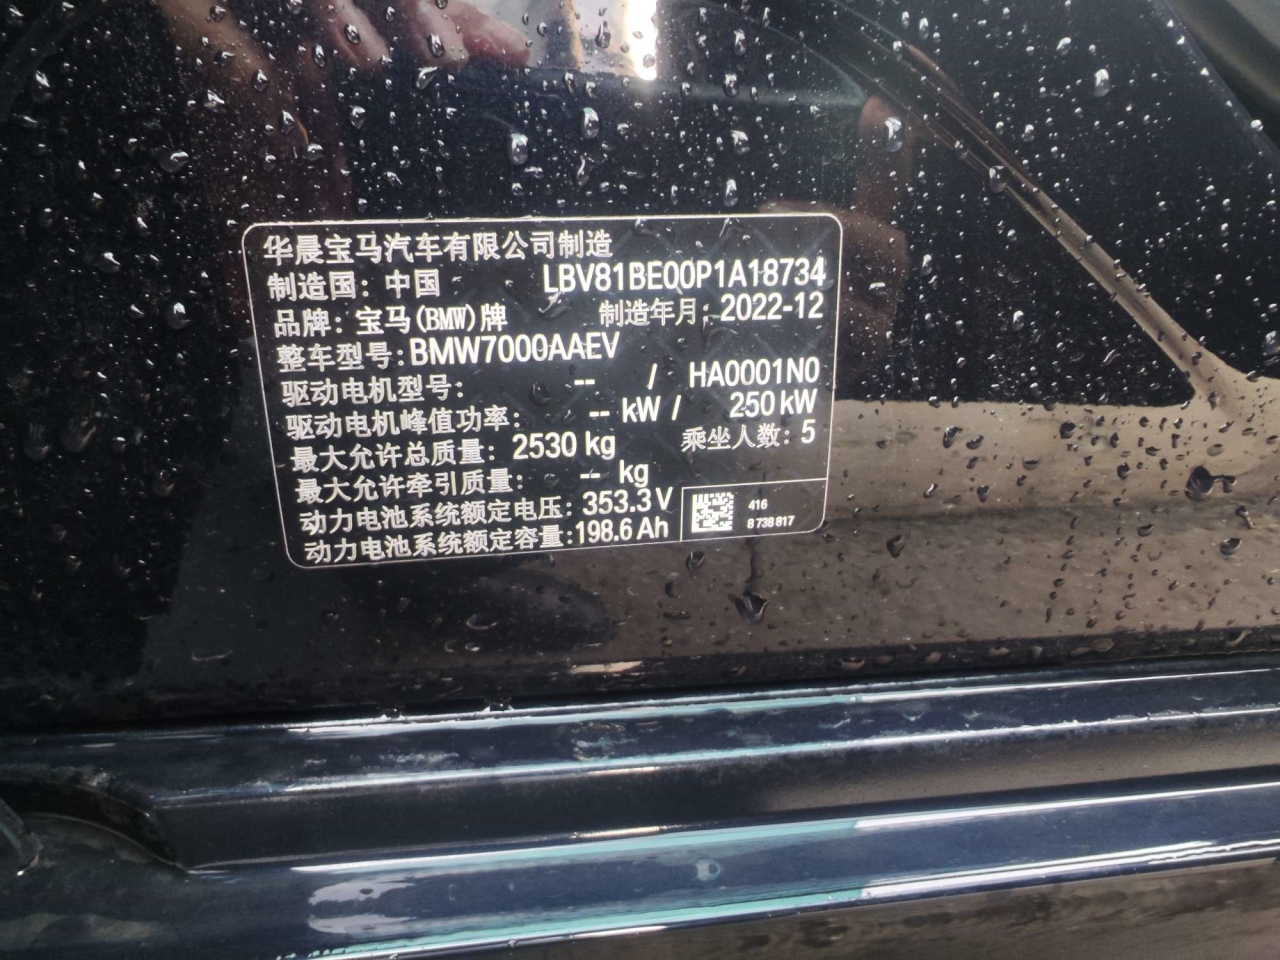 华晨宝马汽车有限公司制造
制造国：中国 LBV81BE00P1A18734
品牌：宝马(BMW)牌 制造年月：2022-12
整车型号：BMW7000AAEV
驱动电机型号： -- / HA0001N0
驱动电机峰值功率： -- kW / 250 kW
最大允许总质量：2530 kg 乘坐人数：5
最大允许牵引质量： -- kg
动力电池系统额定电压：353.3 V
动力电池系统额定容量：198.6 Ah
416
8 738 817